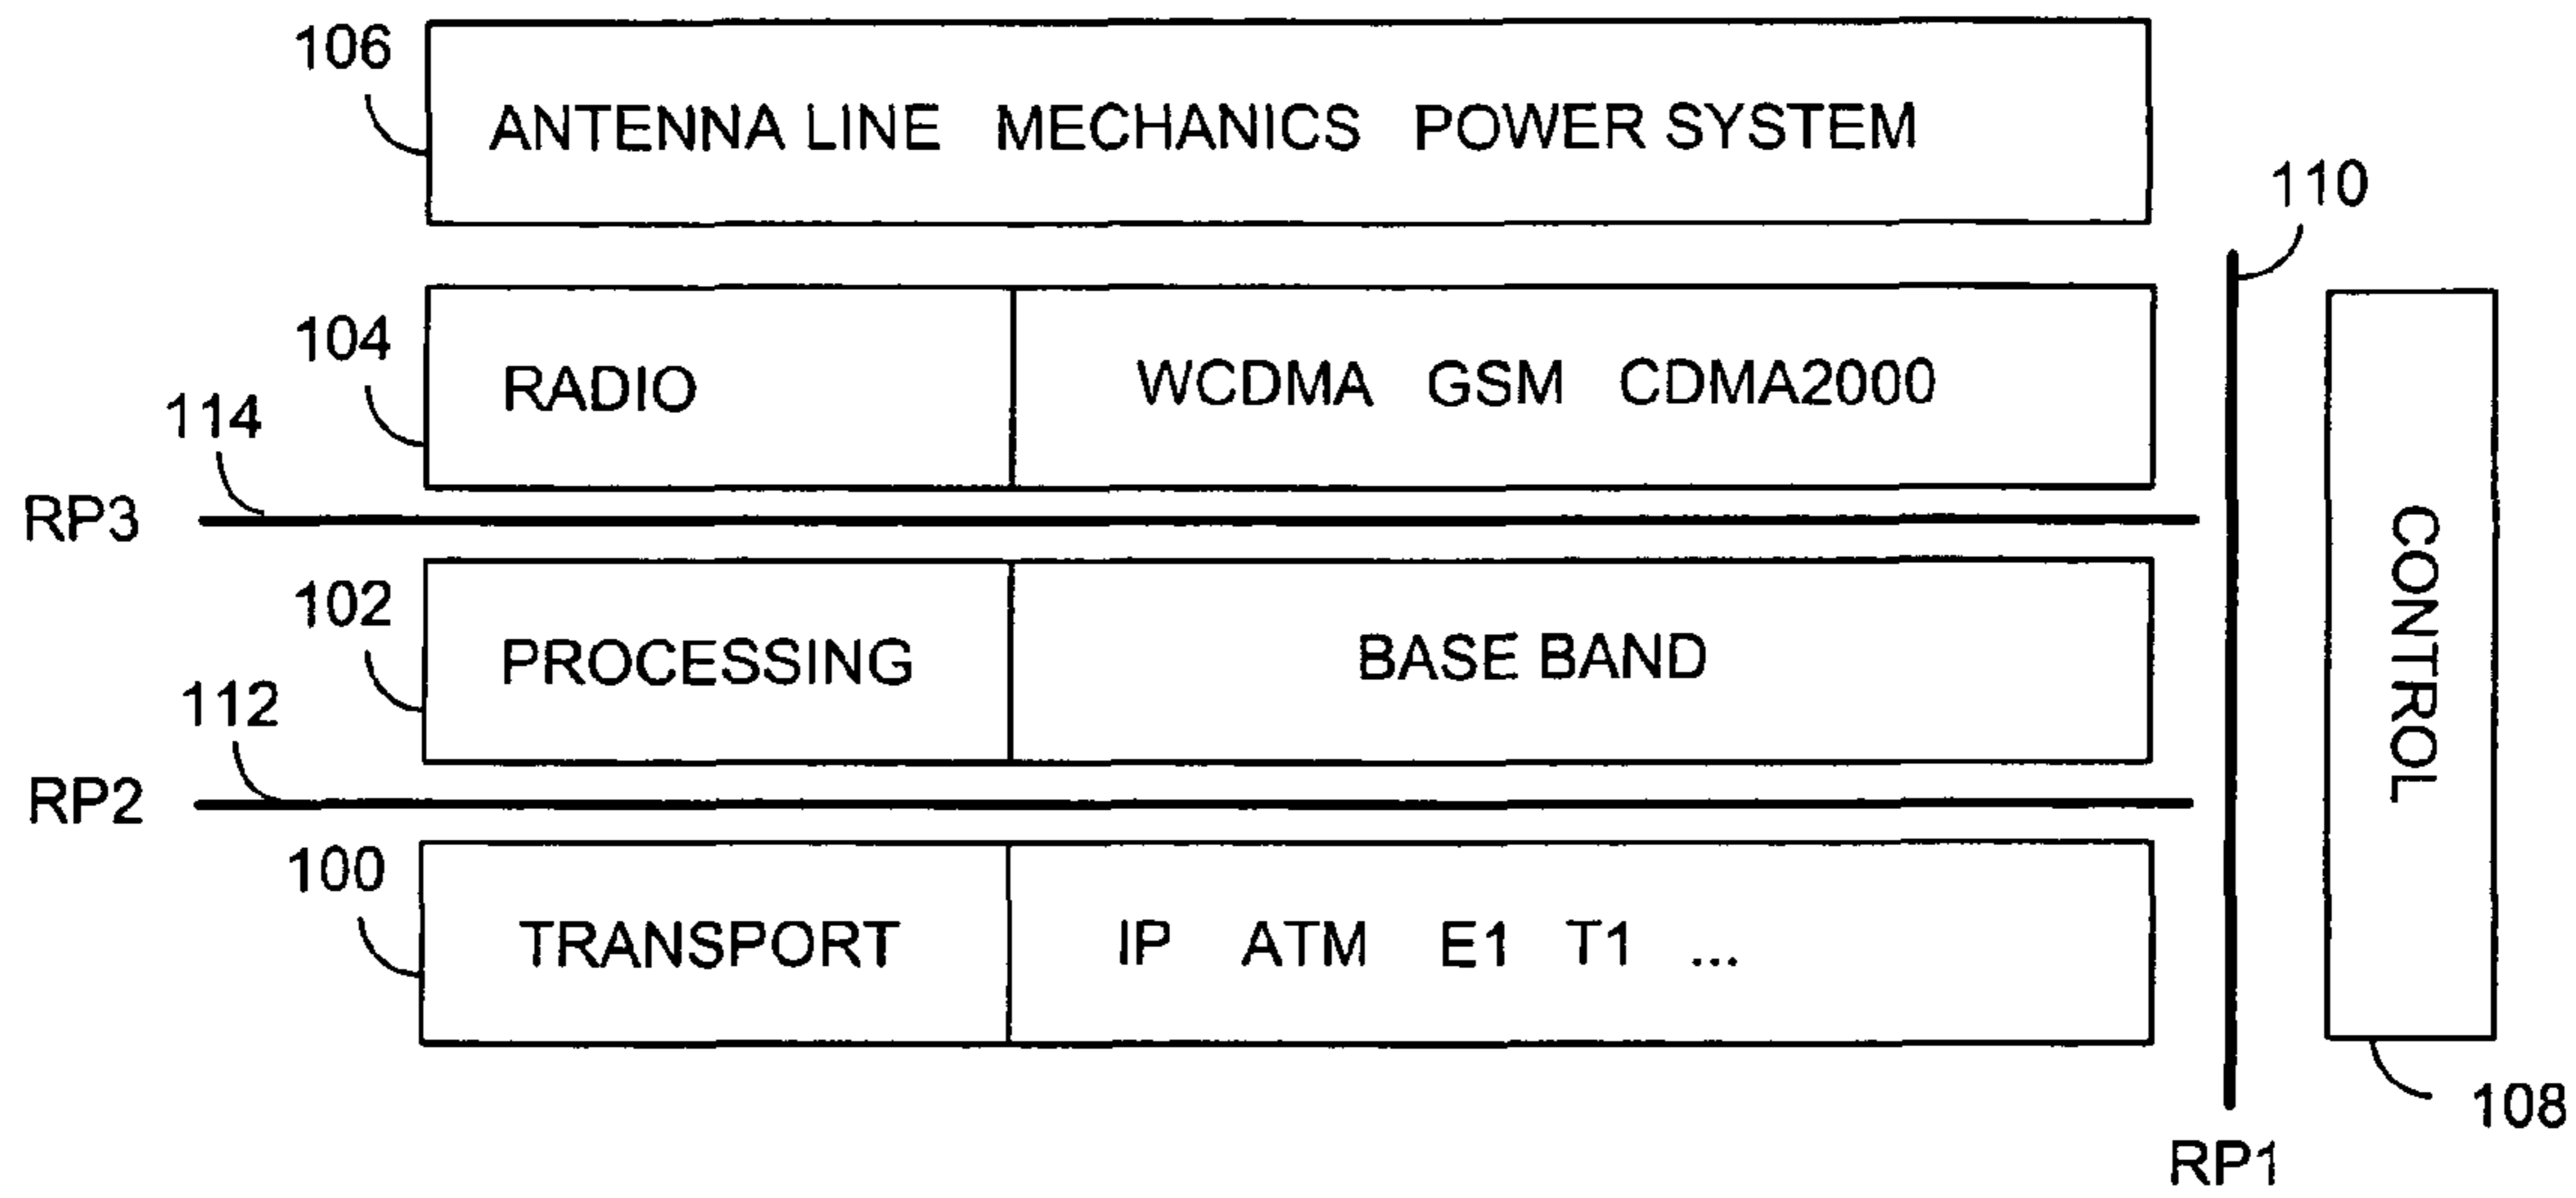 106
ANTENNA LINE MECHANICS POWER SYSTEM
110
104
RADIO
WCDMA GSM CDMA2000
114
RP3
102
PROCESSING
BASE BAND
CONTROL
112
RP2
100
TRANSPORT
IP ATM E1 T1 ...
108
RP1